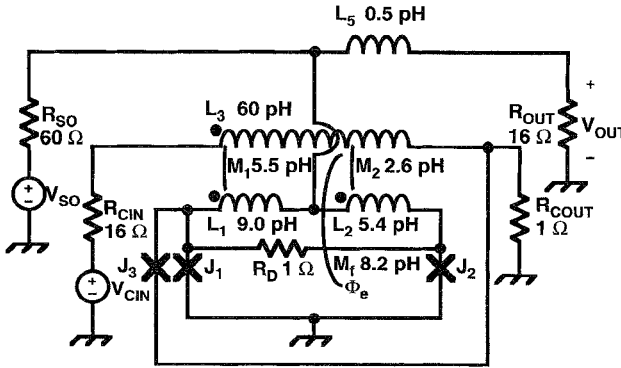 L5 0.5 pH
RSO
60 Ω
+
ROUT
16 Ω
VOUT
−
L3 60 pH
M1 5.5 pH
M2 2.6 pH
+
−
VSO
RCIN
16 Ω
L1 9.0 pH
L2 5.4 pH
RCOUT
1 Ω
J3
J1
RD 1 Ω
Mf 8.2 pH
J2
+
−
VCIN
Φe